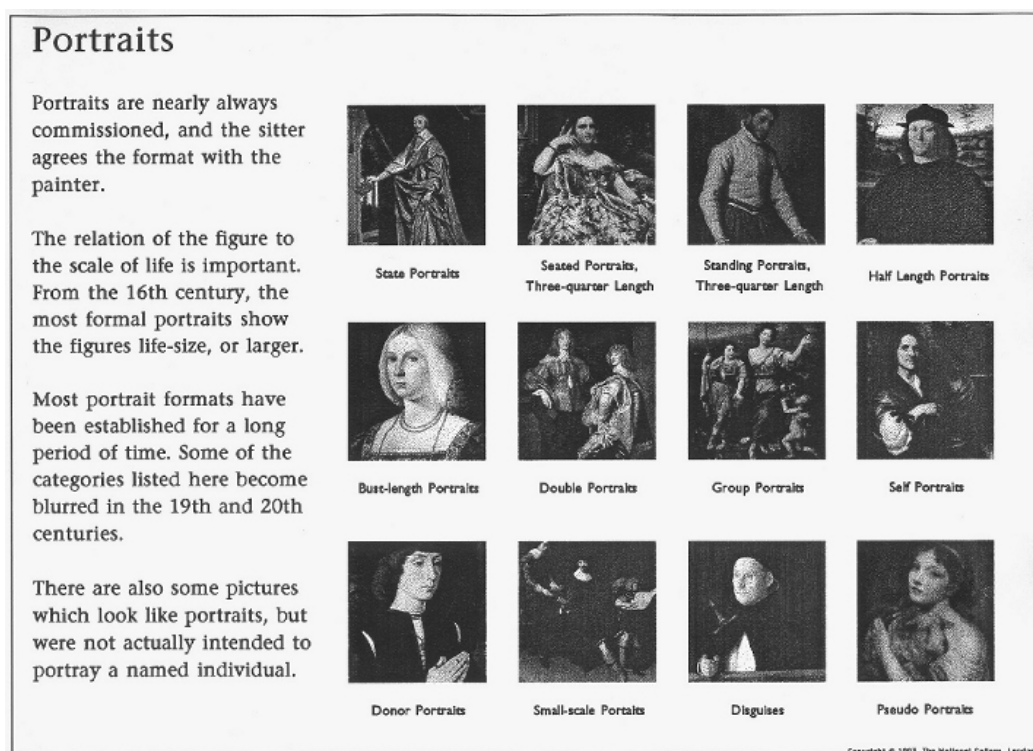 Portraits
Portraits are nearly always
commissioned, and the sitter
agrees the format with the
painter.
The relation of the figure to
the scale of life is important.
From the 16th century, the
most formal portraits show
the figures life-size, or larger.
Most portrait formats have
been established for a long
period of time. Some of the
categories listed here become
blurred in the 19th and 20th
centuries.
There are also some pictures
which look like portraits, but
were not actually intended to
portray a named individual.
State Portraits
Seated Portraits,
Three-quarter Length
Standing Portraits,
Three-quarter Length
Half Length Portraits
Bust-length Portraits
Double Portraits
Group Portraits
Self Portraits
Donor Portraits
Small-scale Portaits
Disguises
Pseudo Portraits